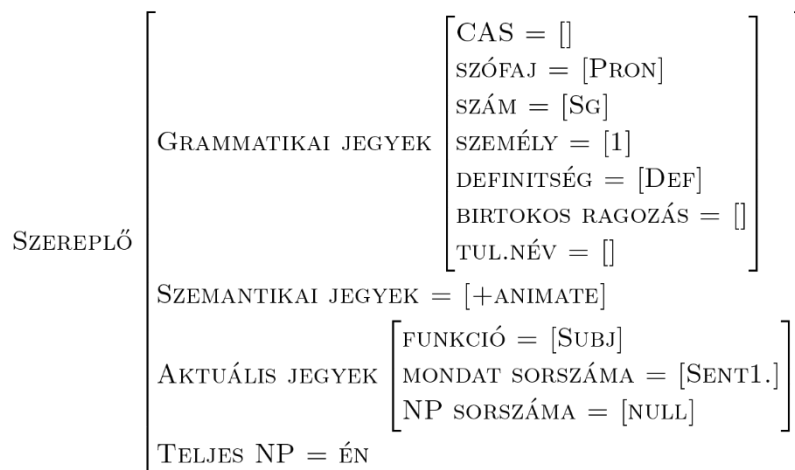 CAS = []
SZÓFAJ = [PRON]
SZÁM = [SG]
GRAMMATIKAI JEGYEK SZEMÉLY = [1]
DEFINITSÉG = [DEF]
BIRTOKOS RAGOZÁS = []
TUL.NÉV = []
SZEREPLŐ
SZEMANTIKAI JEGYEK = [+ANIMATE]
FUNKCIÓ = [SUBJ]
AKTUÁLIS JEGYEK MONDAT SORSZÁMA = [SENT1.]
NP SORSZÁMA = [NULL]
TELJES NP = ÉN